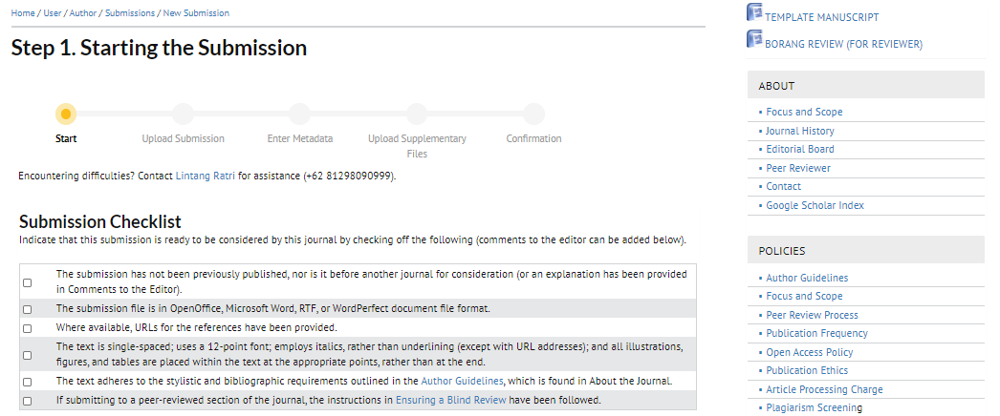 Home / User / Author / Submissions / New Submission
Step 1. Starting the Submission
Start
Upload Submission
Enter Metadata
Upload Supplementary
Files
Confirmation
Encountering difficulties? Contact Lintang Ratri for assistance (+62 81298090999).
Submission Checklist
Indicate that this submission is ready to be considered by this journal by checking off the following (comments to the editor can be added below).
The submission has not been previously published, nor is it before another journal for consideration (or an explanation has been provided
in Comments to the Editor).
The submission file is in OpenOffice, Microsoft Word, RTF, or WordPerfect document file format.
Where available, URLs for the references have been provided.
The text is single-spaced; uses a 12-point font; employs italics, rather than underlining (except with URL addresses); and all illustrations,
figures, and tables are placed within the text at the appropriate points, rather than at the end.
The text adheres to the stylistic and bibliographic requirements outlined in the Author Guidelines, which is found in About the Journal.
If submitting to a peer-reviewed section of the journal, the instructions in Ensuring a Blind Review have been followed.
TEMPLATE MANUSCRIPT
BORANG REVIEW (FOR REVIEWER)
ABOUT
Focus and Scope
Journal History
Editorial Board
Peer Reviewer
Contact
Google Scholar Index
POLICIES
Author Guidelines
Focus and Scope
Peer Review Process
Publication Frequency
Open Access Policy
Publication Ethics
Article Processing Charge
Plagiarism Screening